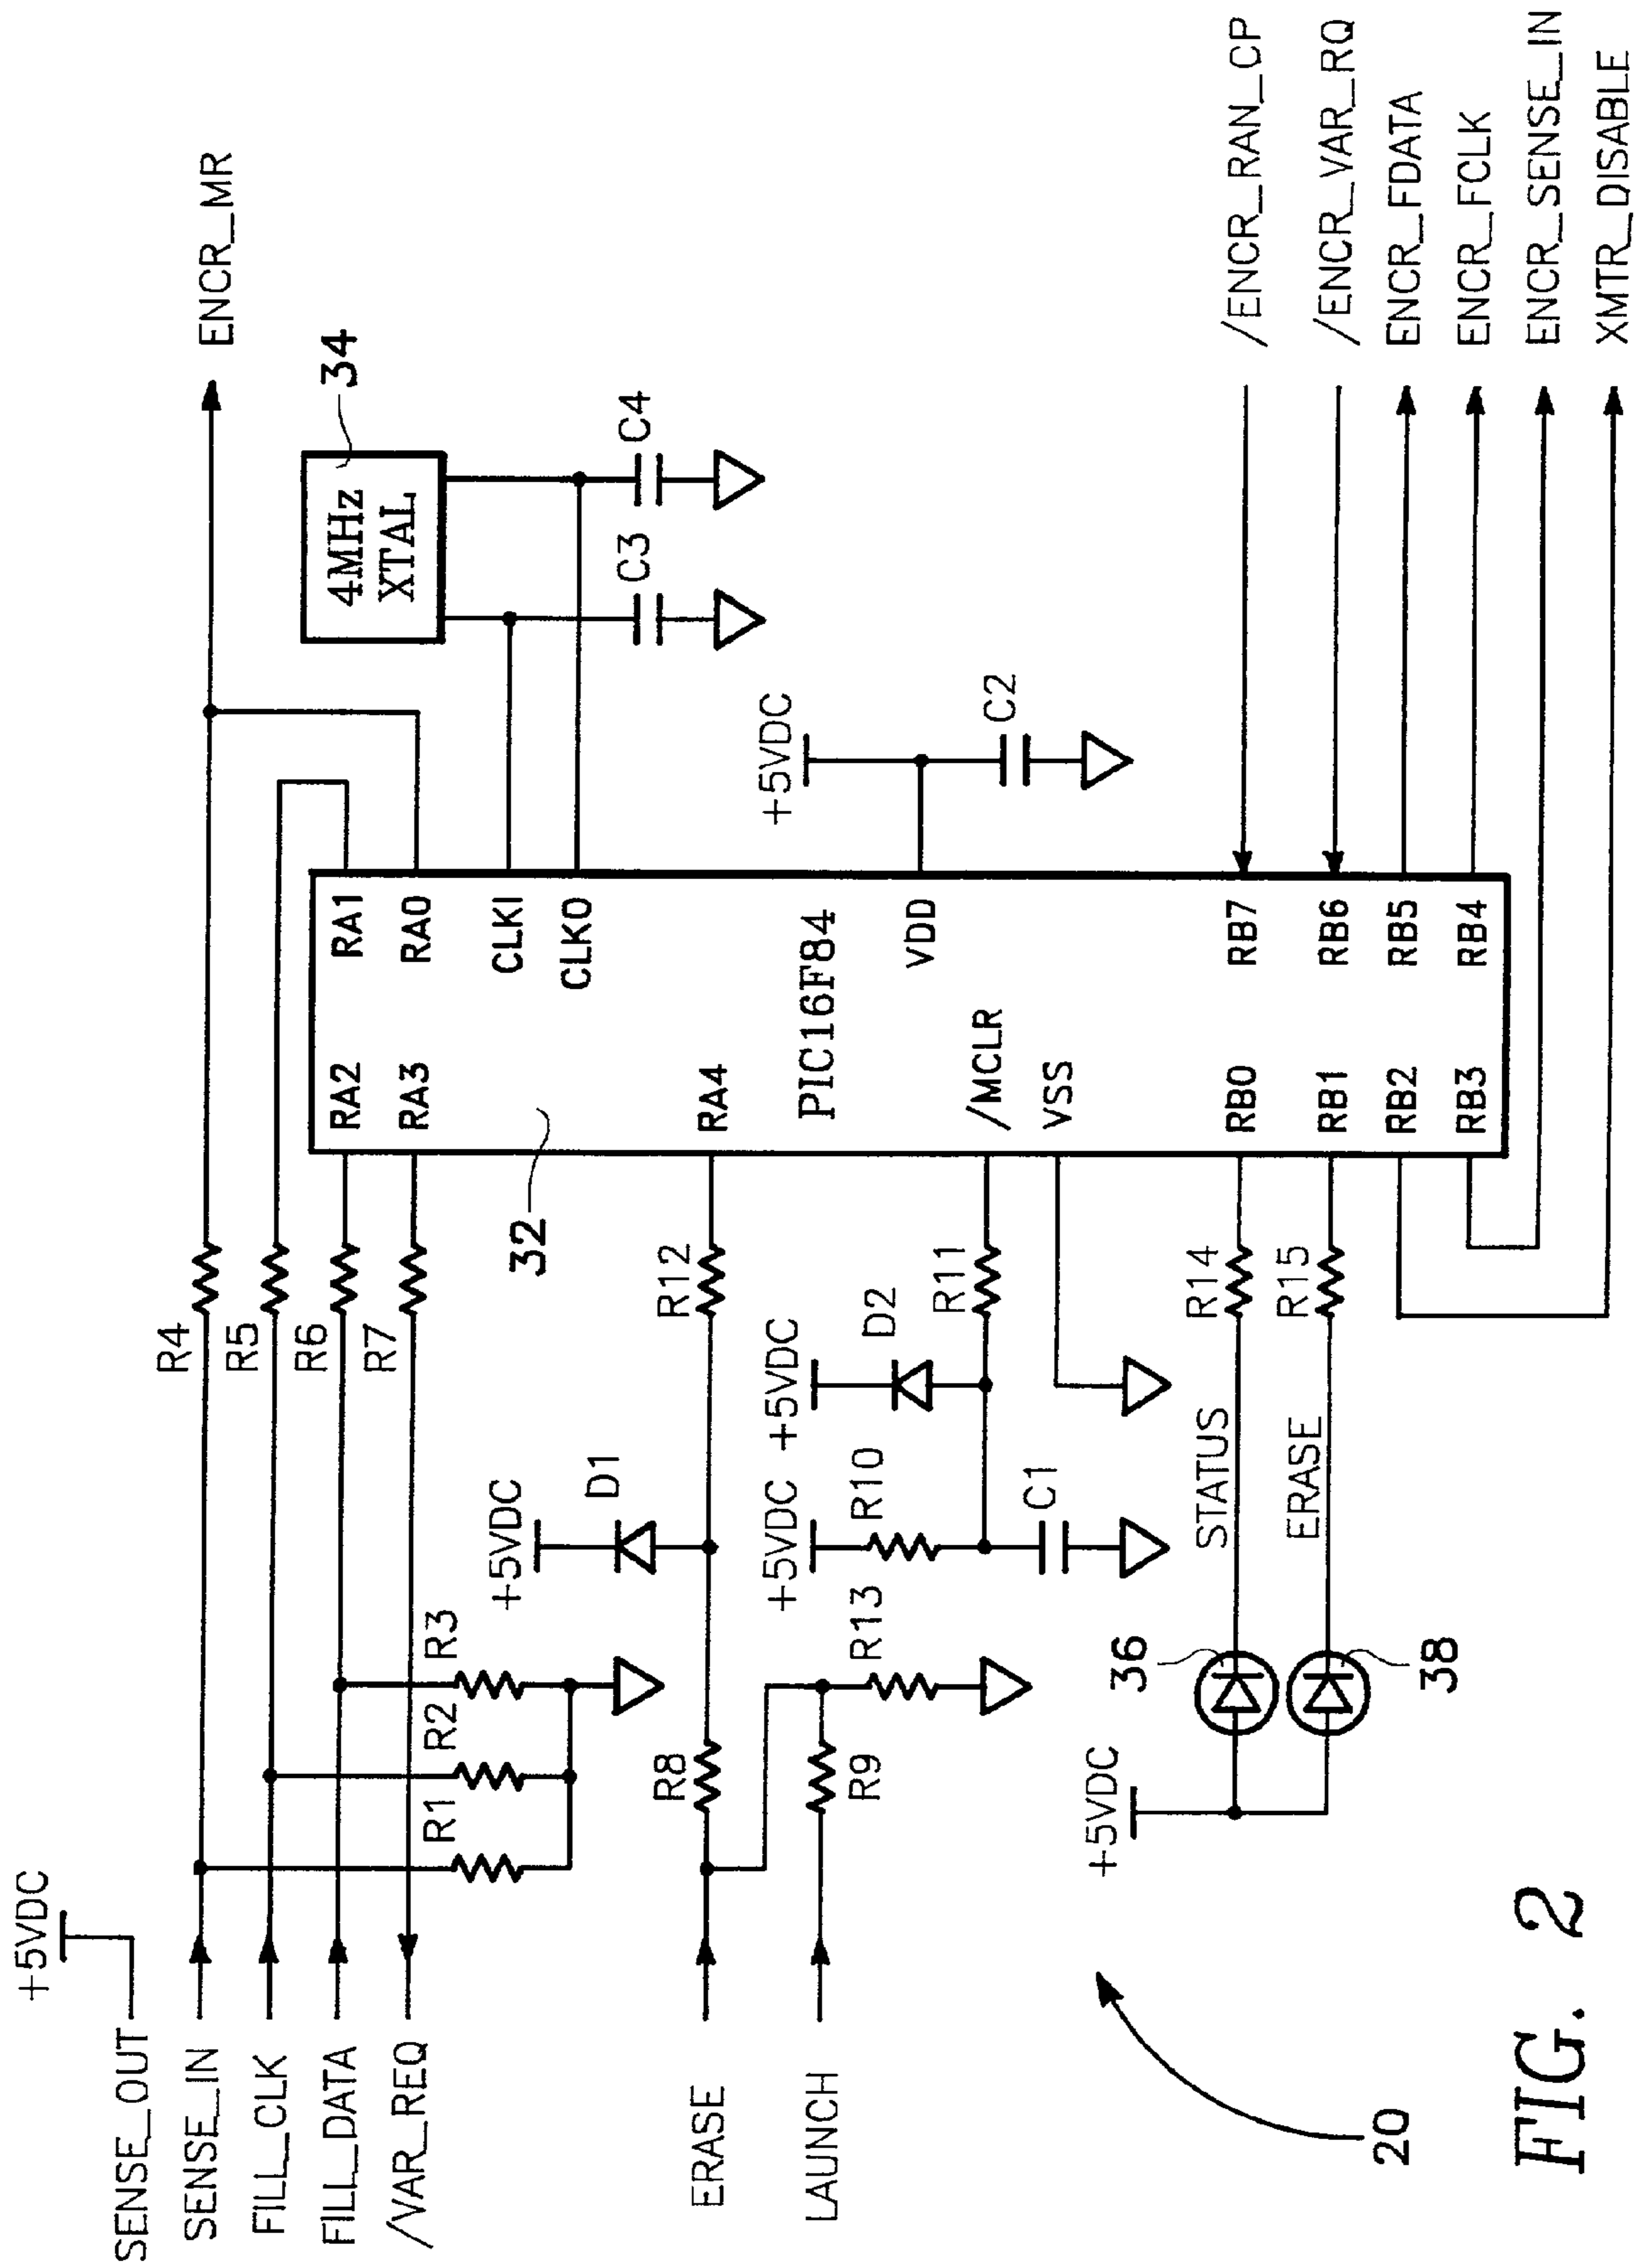 +5VDC
SENSE_OUT
SENSE_IN
FILL_CLK
FILL_DATA
/VAR_REQ
R4
R5
R6
R7
R1
R2
R3
ENCR_MR
34
4MHz
XTAL
C3
C4
RA2
RA3
RA1
RA0
CLKI
CLKO
32
ERASE
LAUNCH
R8
R9
+5VDC
D1
R12
RA4
PIC16F84
+5VDC
R10
R13
+5VDC
D2
R11
C1
/MCLR
VSS
VDD
+5VDC
C2
+5VDC
36
38
STATUS
ERASE
R14
R15
RB0
RB1
RB2
RB3
RB7
RB6
RB5
RB4
/ENCR_RAN_CP
/ENCR_VAR_RQ
ENCR_FDATA
ENCR_FCLK
ENCR_SENSE_IN
XMTR_DISABLE
20
FIG. 2